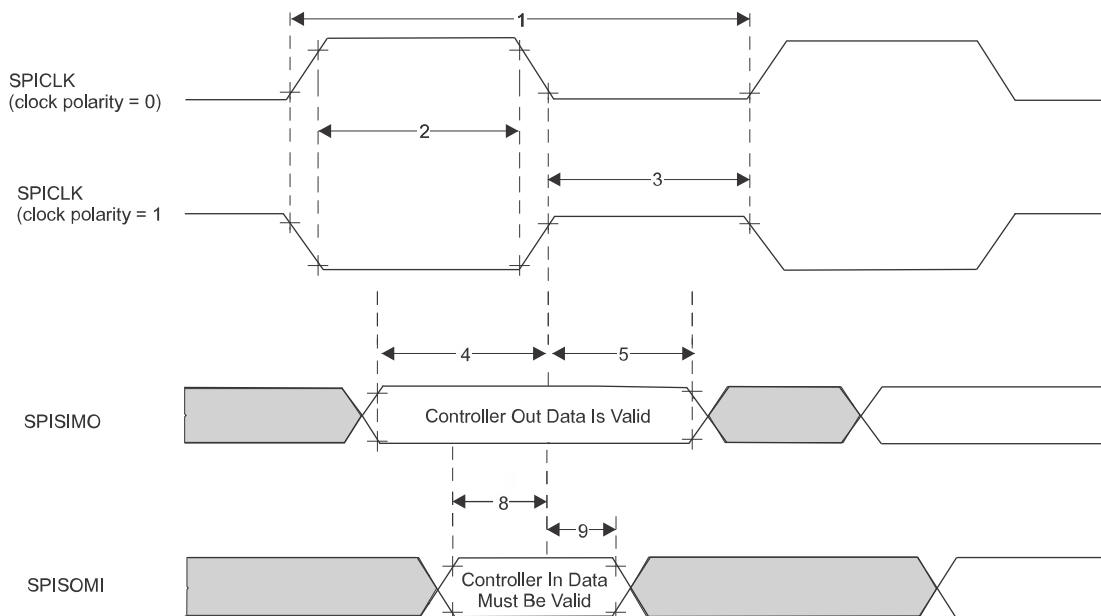 1
SPICLK
(clock polarity = 0)
2
3
SPICLK
(clock polarity = 1
4
5
SPISIMO
Controller Out Data Is Valid
8
9
SPISOMI
Controller In Data
Must Be Valid